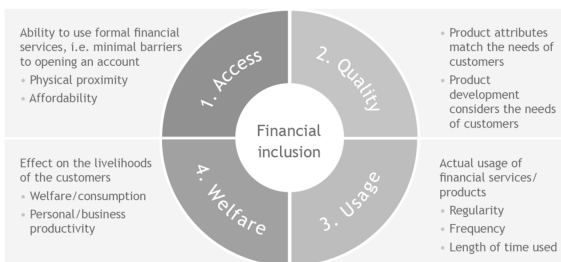 Ability to use formal financial
services, i.e. minimal barriers
to opening an account
• Physical proximity
• Affordability
1. Access
2. Quality
• Product attributes
match the needs of
customers
• Product
development
considers the needs
of customers
Financial
inclusion
Effect on the livelihoods
of the customers
• Welfare/consumption
• Personal/business
productivity
4. Welfare
3. Usage
Actual usage of
financial services/
products
• Regularity
• Frequency
• Length of time used